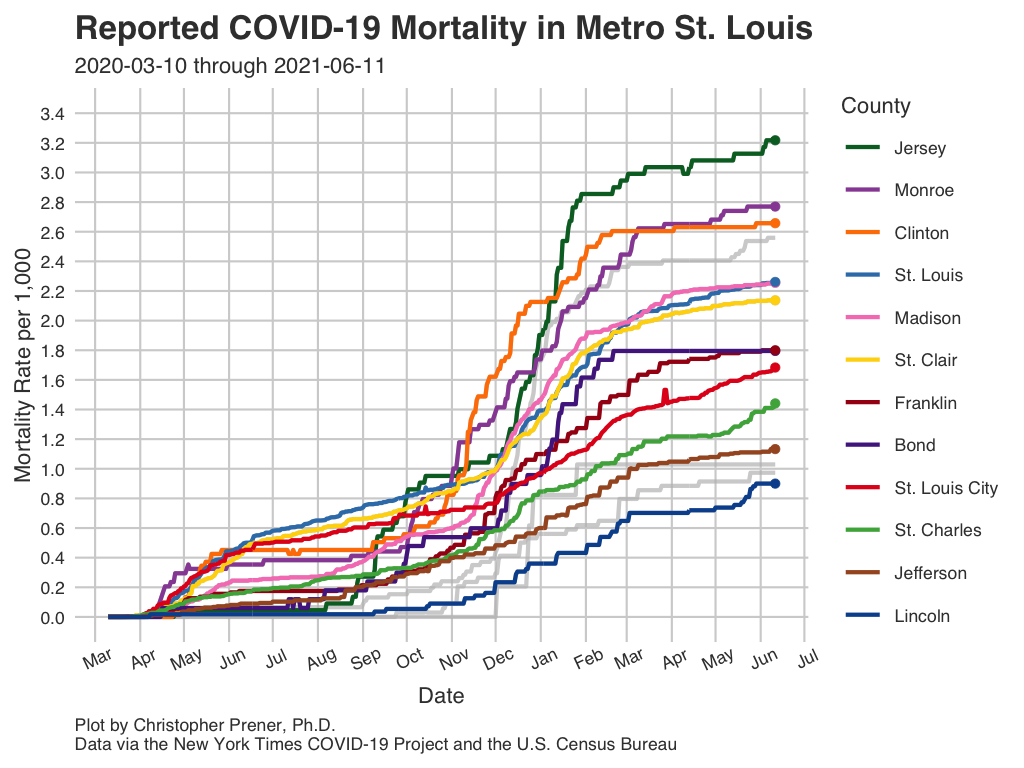 Reported COVID-19 Mortality in Metro St. Louis
2020-03-10 through 2021-06-11
Mortality Rate per 1,000
3.4
3.2
3.0
2.8
2.6
2.4
2.2
2.0
1.8
1.6
1.4
1.2
1.0
0.8
0.6
0.4
0.2
0.0
Mar Apr May Jun Jul Aug Sep Oct Nov Dec Jan Feb Mar Apr May Jun Jul
Date
County
Jersey
Monroe
Clinton
St. Louis
Madison
St. Clair
Franklin
Bond
St. Louis City
St. Charles
Jefferson
Lincoln
Plot by Christopher Prener, Ph.D.
Data via the New York Times COVID-19 Project and the U.S. Census Bureau